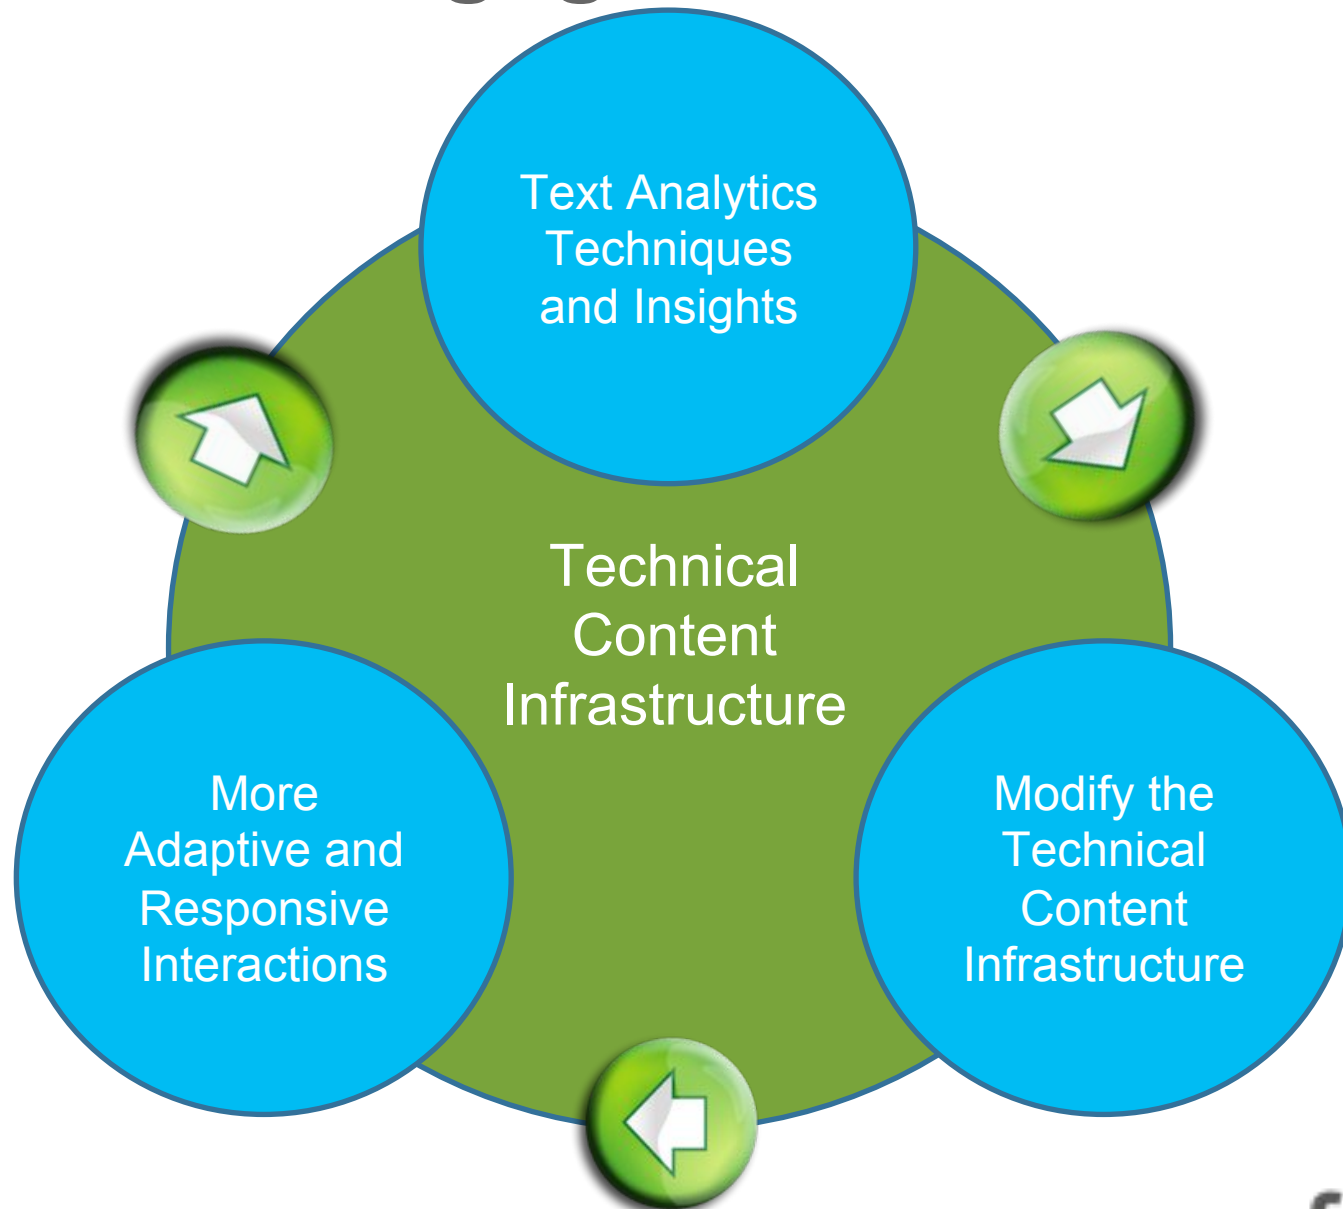 Text Analytics
Techniques
and Insights
Technical
Content
Infrastructure
More
Adaptive and
Responsive
Interactions
Modify the
Technical
Content
Infrastructure